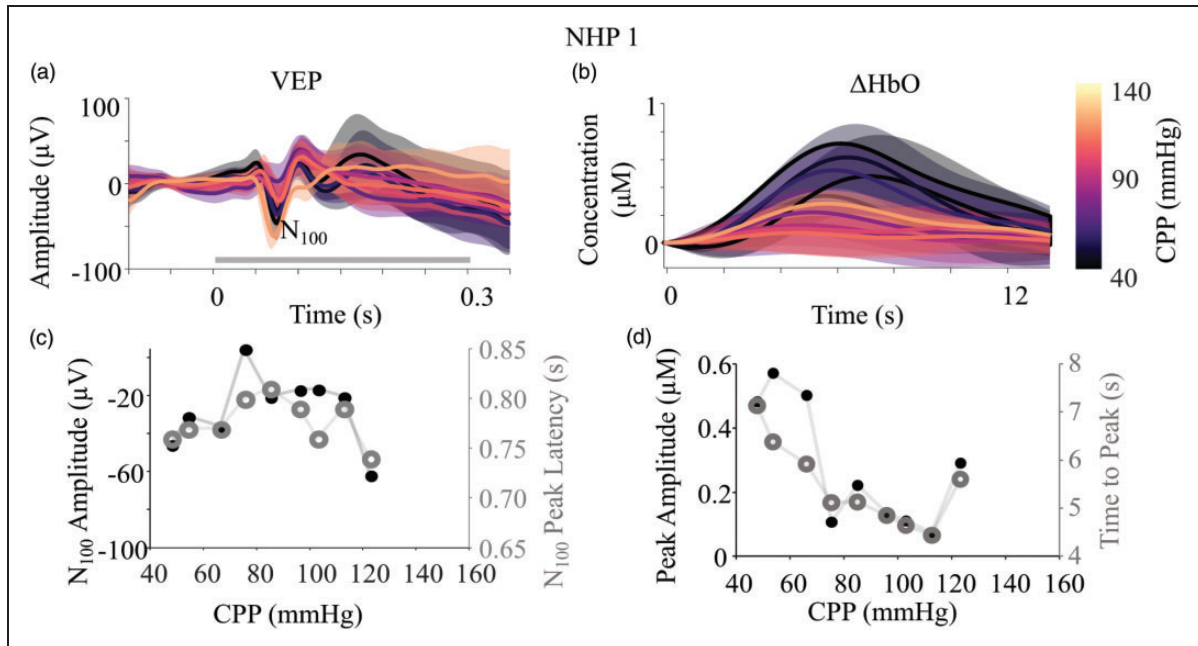 NHP 1
(a)
VEP
100
0
-100
Amplitude (µV)
N100
0
0.3
Time (s)
(b)
ΔHbO
1
0
Concentration
(µM)
0
12
Time (s)
140
90
40
CPP (mmHg)
(c)
-20
-60
-100
N100 Amplitude (µV)
0.85
0.80
0.75
0.70
0.65
N100 Peak Latency (s)
40
60
80
100
120
140
160
CPP (mmHg)
(d)
0.6
0.4
0.2
0
Peak Amplitude (µM)
8
7
6
5
4
Time to Peak (s)
40
60
80
100
120
140
160
CPP (mmHg)